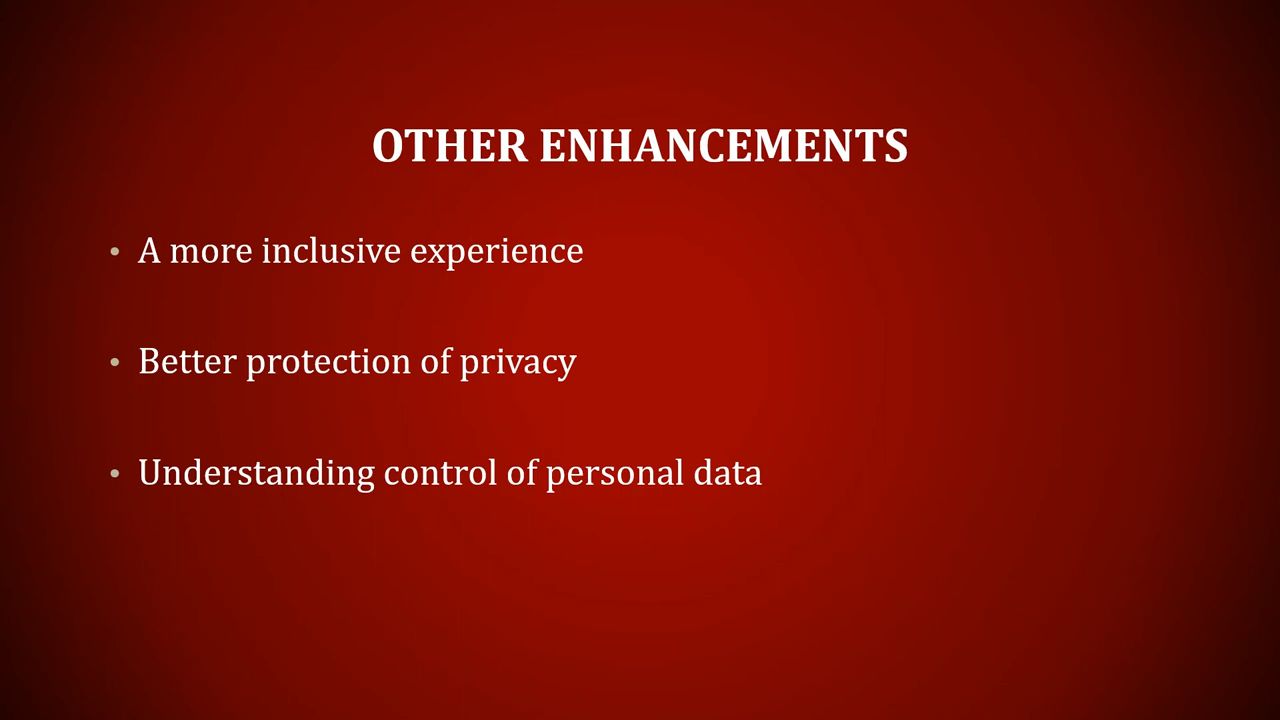 OTHER ENHANCEMENTS
• A more inclusive experience
• Better protection of privacy
• Understanding control of personal data